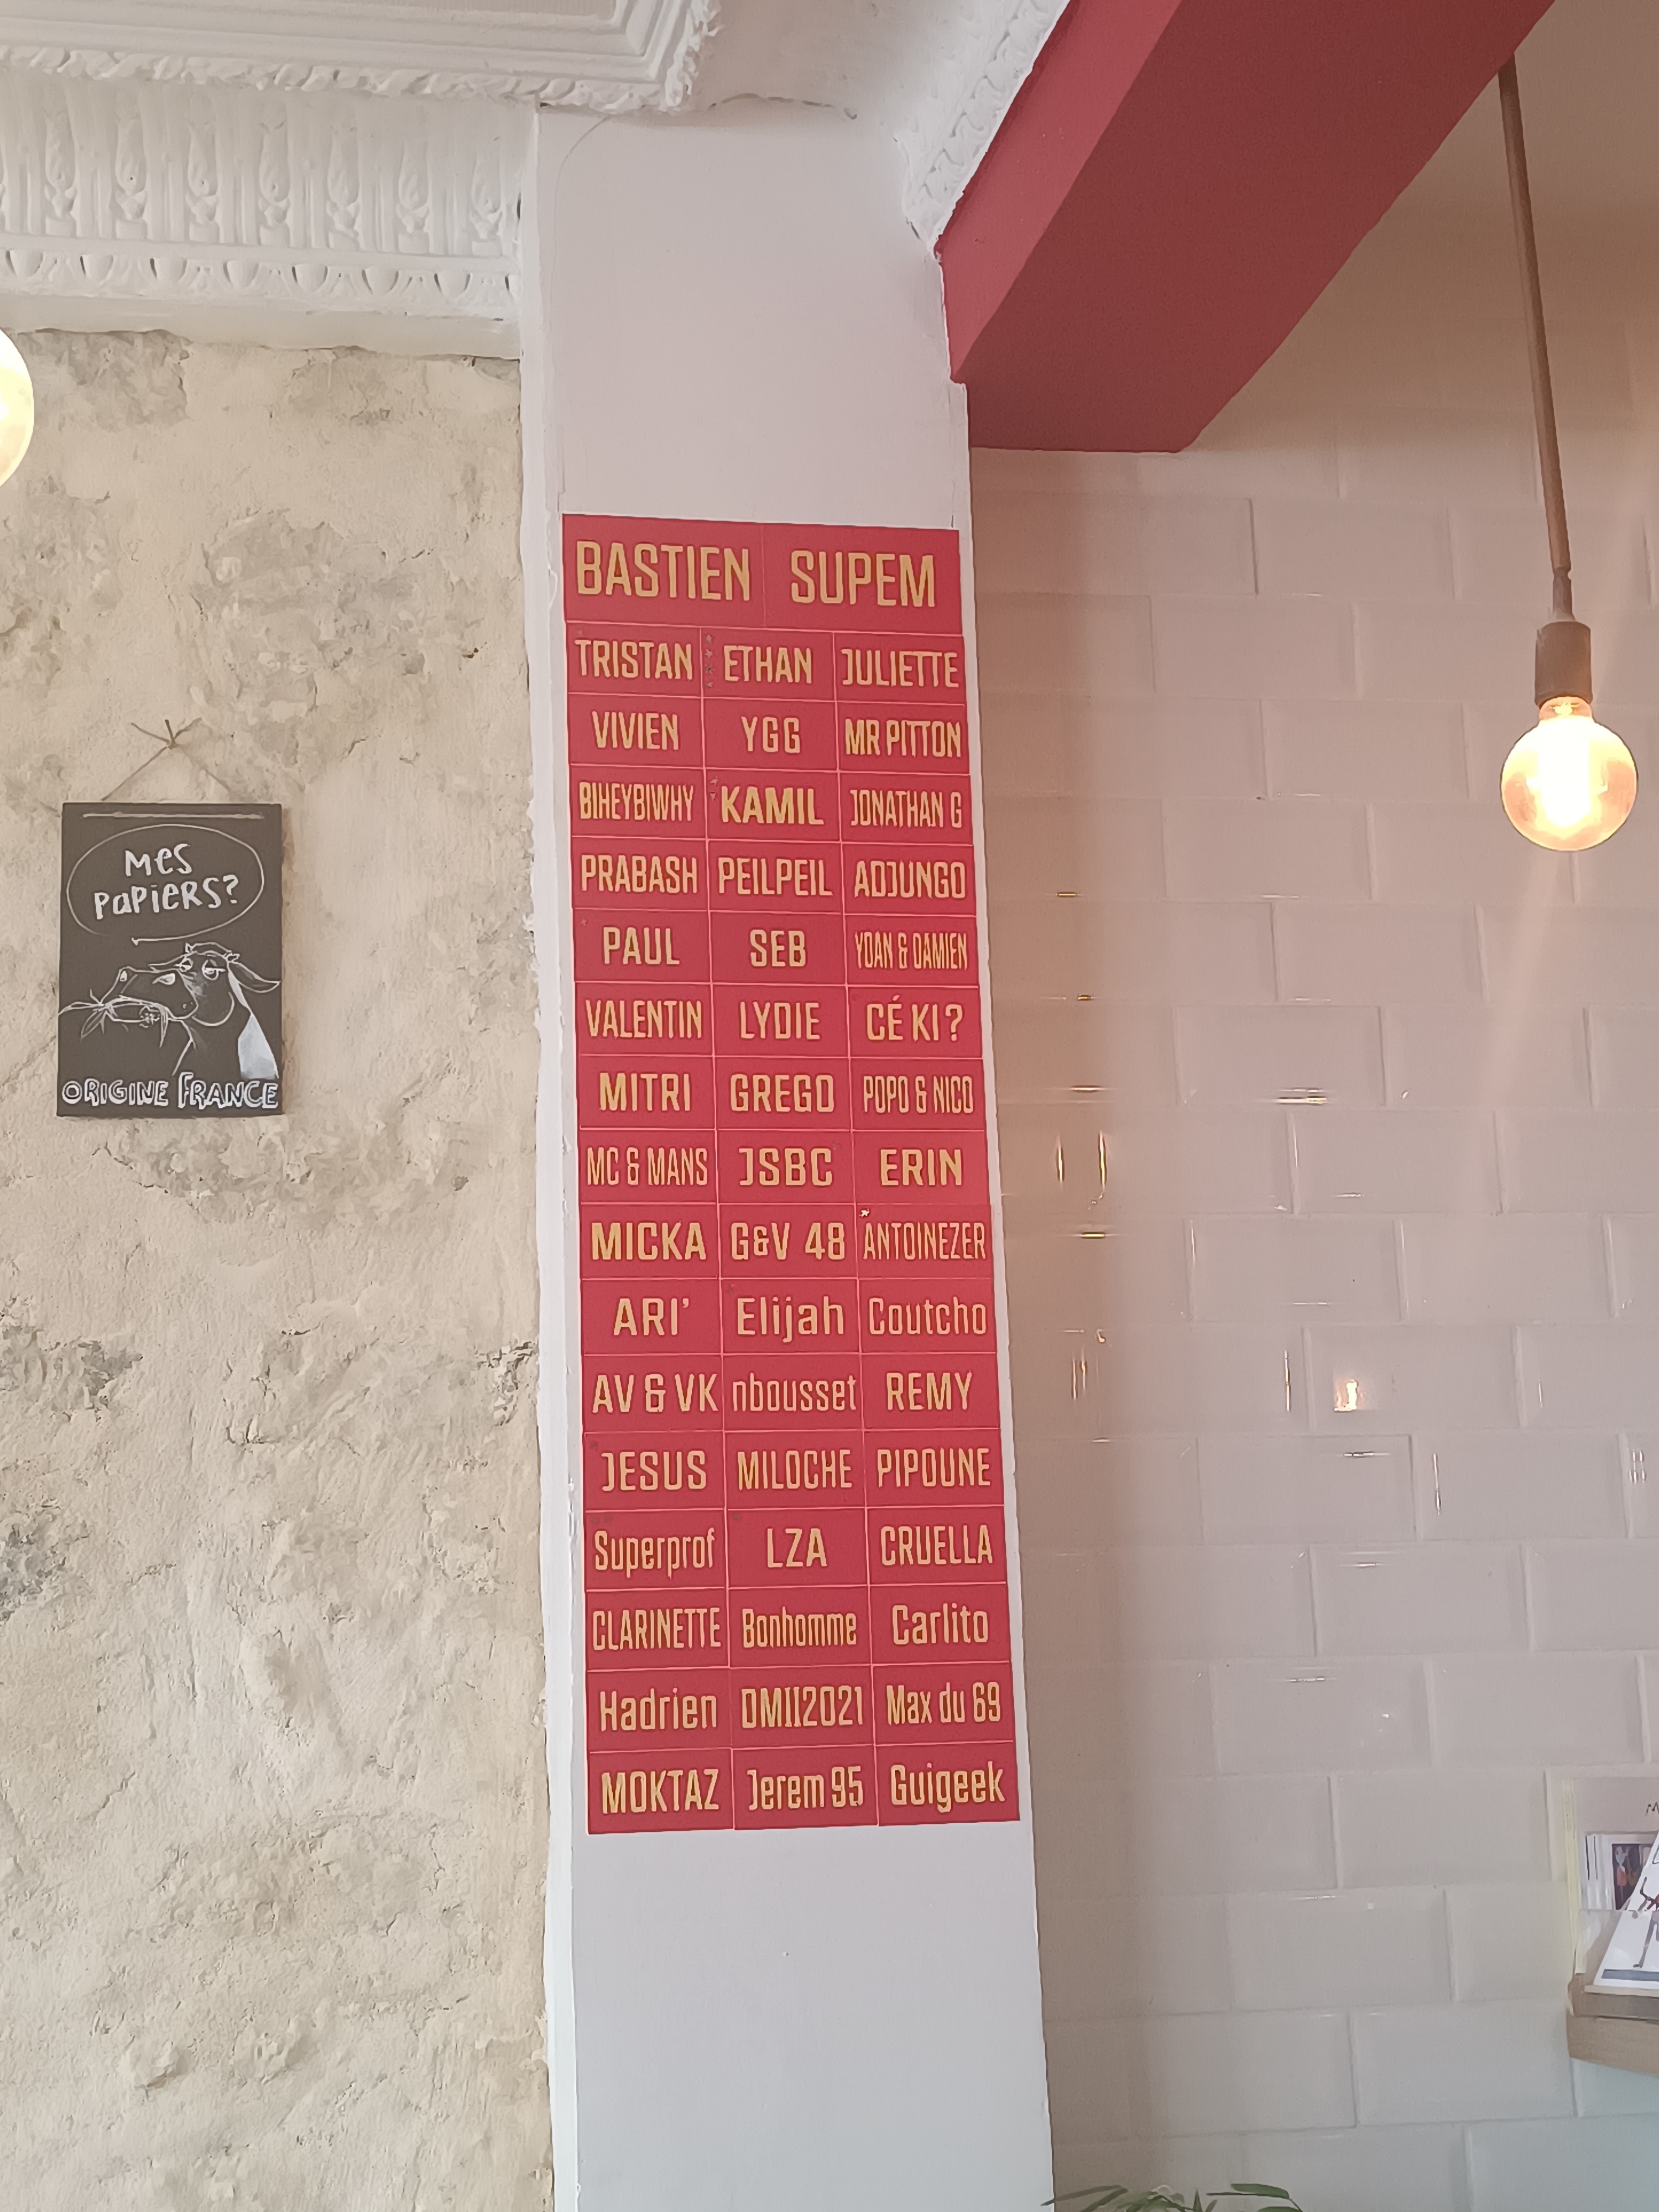 MES
PAPIERS?
ORIGINE FRANCE
BASTIEN SUPEM
TRISTAN ETHAN JULIETTE
VIVIEN YGG MR PITTON
BIHEYBIWHY KAMIL JONATHAN G
PRABASH PEILPEIL ADJUNGO
PAUL SEB YOAN & DAMIEN
VALENTIN LYDIE CÉ KI?
MITRI GREGO POPO & NICO
MC & MANS JSBC ERIN
MICKA G&V 48 ANTOINEZER
ARI' Elijah Coutcho
AV & VK nbousset REMY
JESUS MILOCHE PIPOUNE
Superprof LZA CRUELLA
CLARINETTE Bonhomme Carlito
Hadrien DMII2021 Max du 69
MOKTAZ Jerem 95 Guigeek